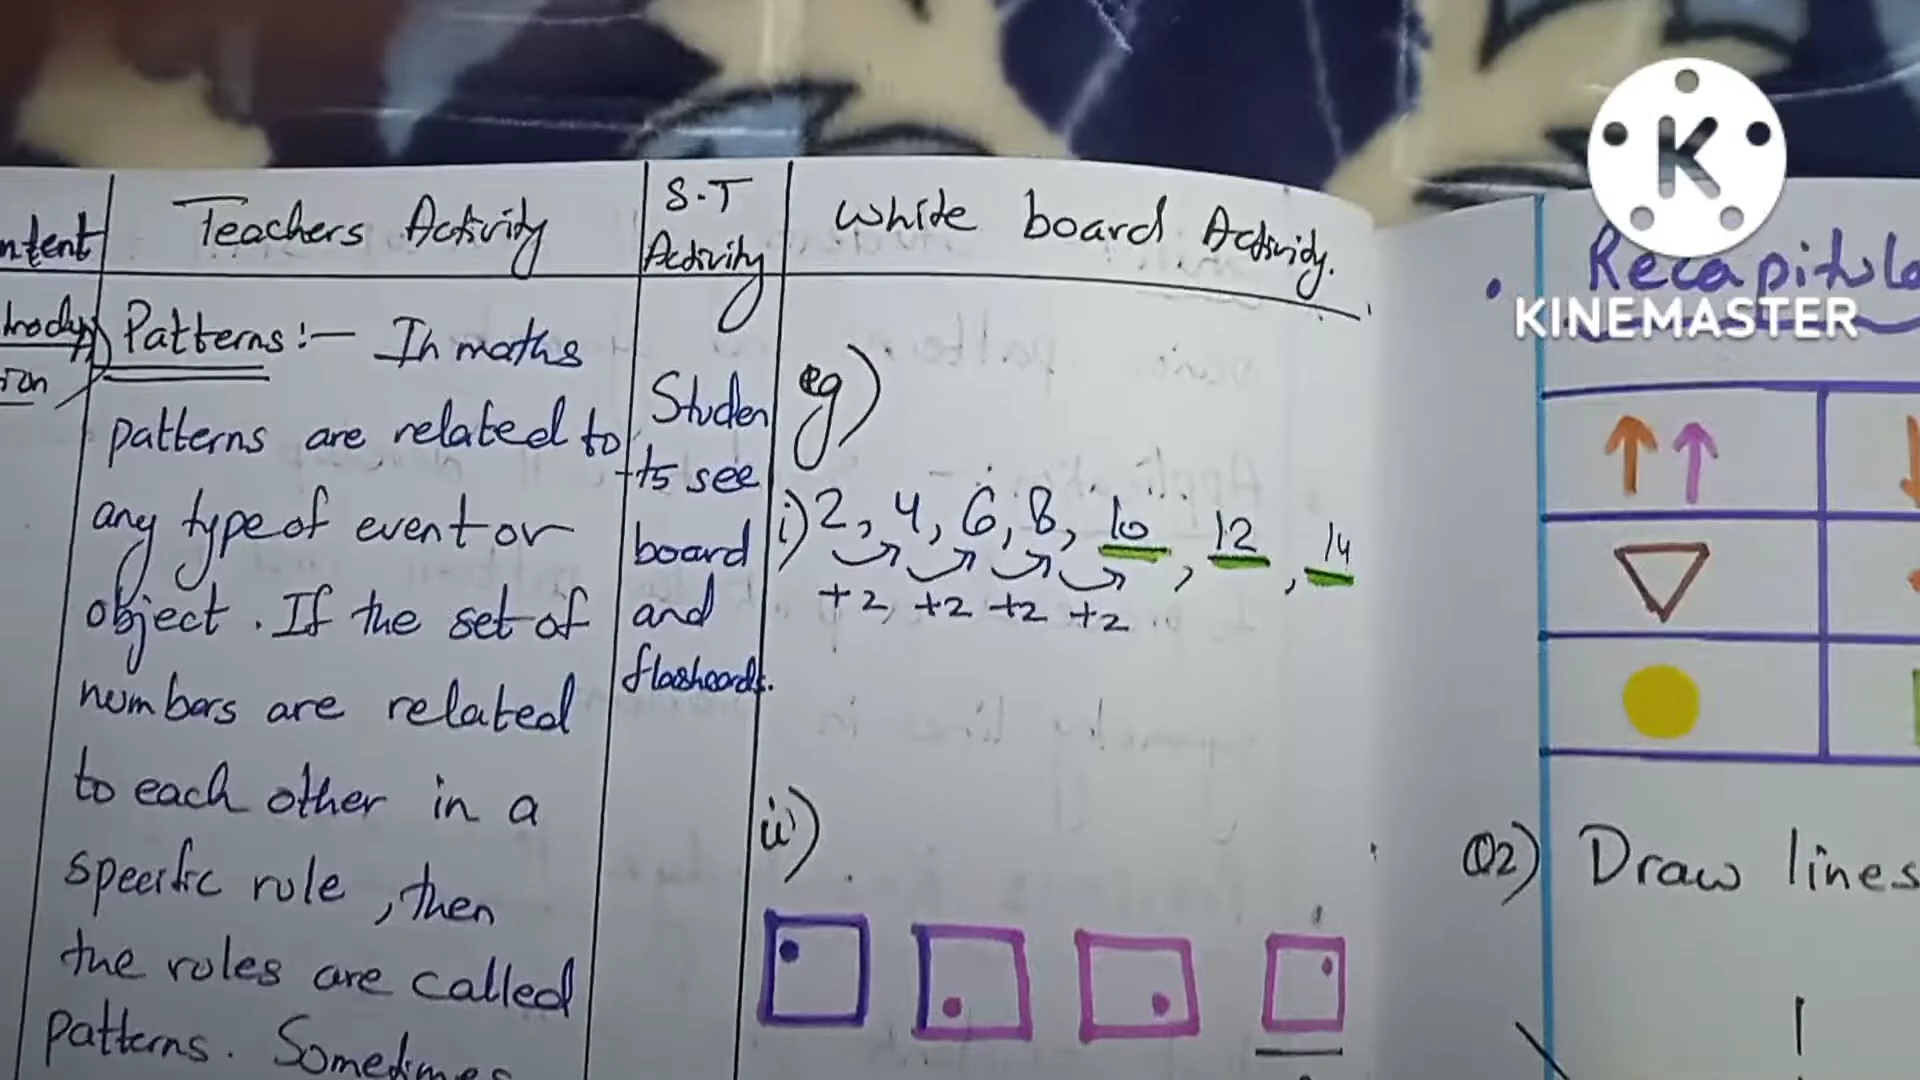 ntent
Teachers Activity
S.T
Activity
White board Activity.
Patterns:- In maths
patterns are related to
any type of event or
object. If the set of
numbers are related
to each other in a
specific rule, then
the roles are called
patterns. Sometimes
Studen
ts see
board
and
flashcards.
eg)
i) 2, 4, 6, 8, 10, 12, 14
+2, +2 +2 +2
ii)
K
KINEMASTER
Recapitula
Q2) Draw lines